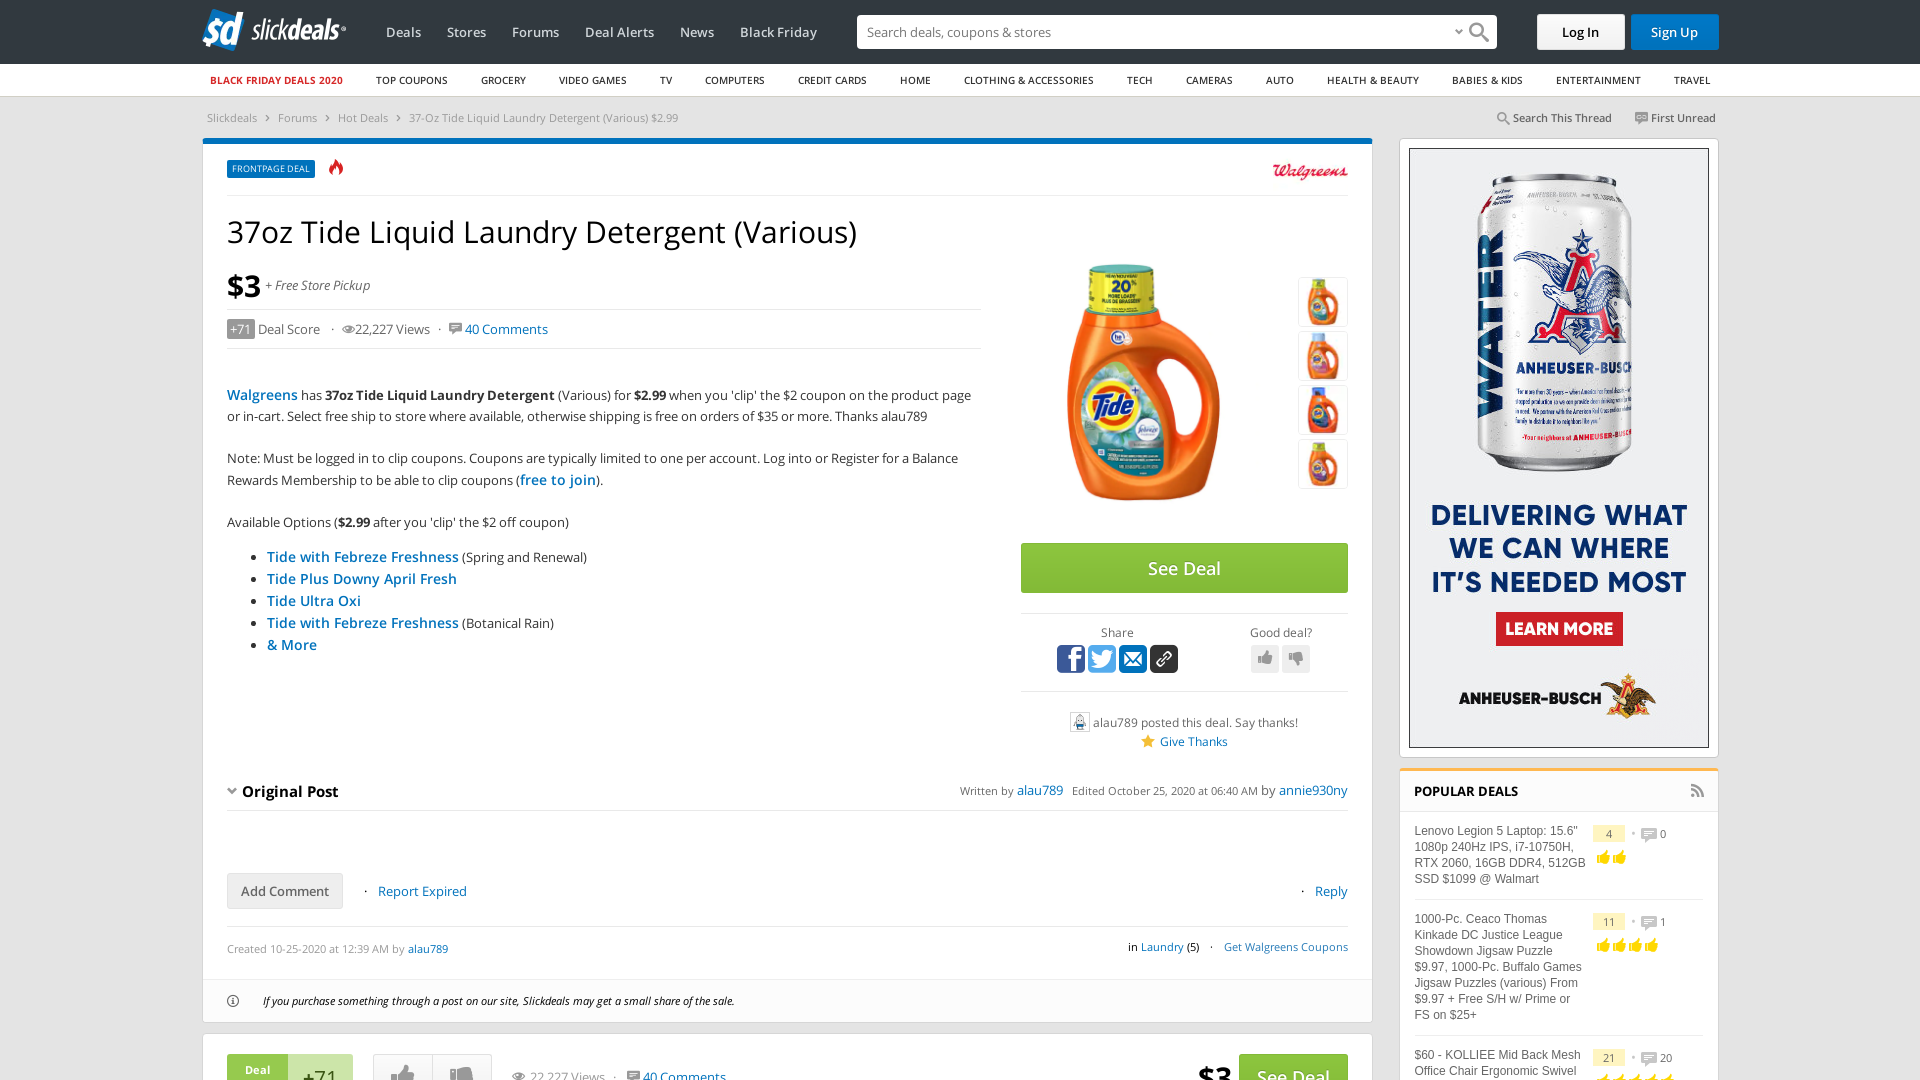 slickdeals
Deals
Stores
Forums
Deal Alerts
News
Black Friday
Search deals, coupons & shopping
Log In
Sign Up
BLACK FRIDAY DEALS 2020
TOP COUPONS
GROCERY
VIDEO GAMES
TV
COMPUTERS
CREDIT CARDS
HOME
CLOTHING & ACCESSORIES
TECH
CAMERAS
AUTO
HEALTH & BEAUTY
BABIES & KIDS
ENTERTAINMENT
TRAVEL
Slickdeals > Forums > Hot Deals > 37-Oz Tide Liquid Laundry Detergent (Various) $2.99
Search This Thread
First Unread
FRONTPAGE DEAL
Walgreens
37oz Tide Liquid Laundry Detergent (Various)
$3 + Free Store Pickup
+71 Deal Score · 22,227 Views · 40 Comments
Walgreens has 37oz Tide Liquid Laundry Detergent (Various) for $2.99 when you 'clip' the $2 coupon on the product page
or in-cart. Select free ship to store where available, otherwise shipping is free on orders of $35 or more. Thanks alau789
Note: Must be logged in to clip coupons. Coupons are typically limited to one per account. Log into or Register for a Balance
Rewards Membership to be able to clip coupons (free to join).
Available Options ($2.99 after you 'clip' the $2 off coupon)
• Tide with Febreze Freshness (Spring and Renewal)
• Tide Plus Downy April Fresh
• Tide Ultra Oxi
• Tide with Febreze Freshness (Botanical Rain)
• & More
20%
MORE LOADS*
he
Tide
febreze
See Deal
Share
Good deal?
alau789 posted this deal. Say thanks!
Give Thanks
Original Post
Written by alau789 Edited October 25, 2020 at 06:40 AM by annie930ny
Add Comment
· Report Expired
· Reply
Created 10-25-2020 at 12:39 AM by alau789
in Laundry (5) · Get Walgreens Coupons
If you purchase something through a post on our site, Slickdeals may get a small share of the sale.
Deal
+71
22,227 Views · 40 Comments
$3
See Deal
WATER
ANHEUSER-BUSCH
DELIVERING WHAT
WE CAN WHERE
IT'S NEEDED MOST
LEARN MORE
ANHEUSER-BUSCH
POPULAR DEALS
Lenovo Legion 5 Laptop: 15.6"
1080p 240Hz IPS, i7-10750H,
RTX 2060, 16GB DDR4, 512GB
SSD $1099 @ Walmart
4 • 0
1000-Pc. Ceaco Thomas
Kinkade DC Justice League
Showdown Jigsaw Puzzle
$9.97, 1000-Pc. Buffalo Games
Jigsaw Puzzles (various) From
$9.97 + Free S/H w/ Prime or
FS on $25+
11 • 1
$60 - KOLLIEE Mid Back Mesh
Office Chair Ergonomic Swivel
21 • 20